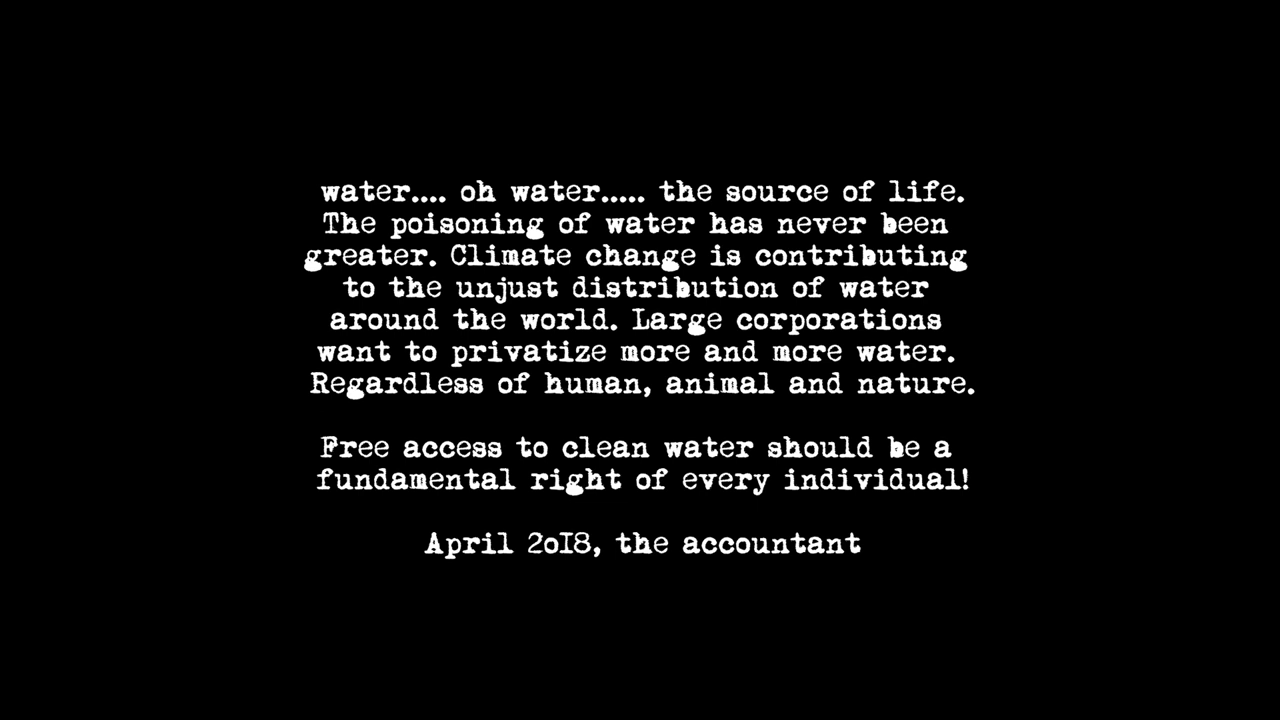 water.... oh water..... the source of life.
The poisoning of water has never been
greater. Climate change is contributing
to the unjust distribution of water
around the world. Large corporations
want to privatize more and more water.
Regardless of human, animal and nature.
Free access to clean water should be a
fundamental right of every individual!
April 2018, the accountant